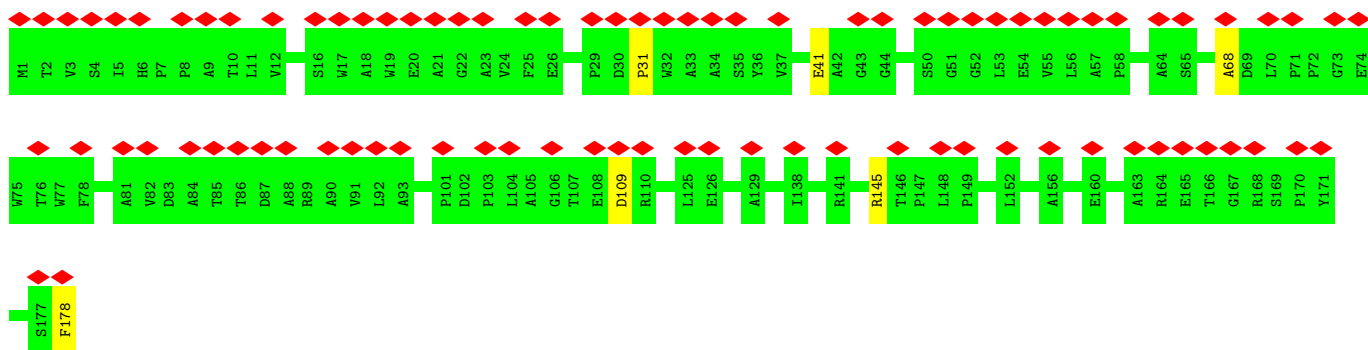 M1 T2 V3 S4 I5 H6 P7 P8 A9 T10 L11 V12 S16 W17 A18 W19 E20 A21 G22 A23 V24 F25 E26 P29 D30 P31 W32 A33 A34 S35 Y36 V37 E41 A42 G43 G44 S50 G51 G52 L53 E54 V55 L56 A57 P58 A64 S65 A68 D69 L70 P71 P72 G73 E74
W75 T76 W77 F78 A81 V82 D83 A84 T85 T86 D87 A88 R89 A90 V91 L92 A93 P101 D102 P103 L104 A105 G106 T107 E108 D109 R110 L125 E126 A129 I138 R141 R145 T146 P147 L148 P149 L152 A156 E160 A163 R164 E165 T166 G167 R168 S169 P170 Y171
S177 F178